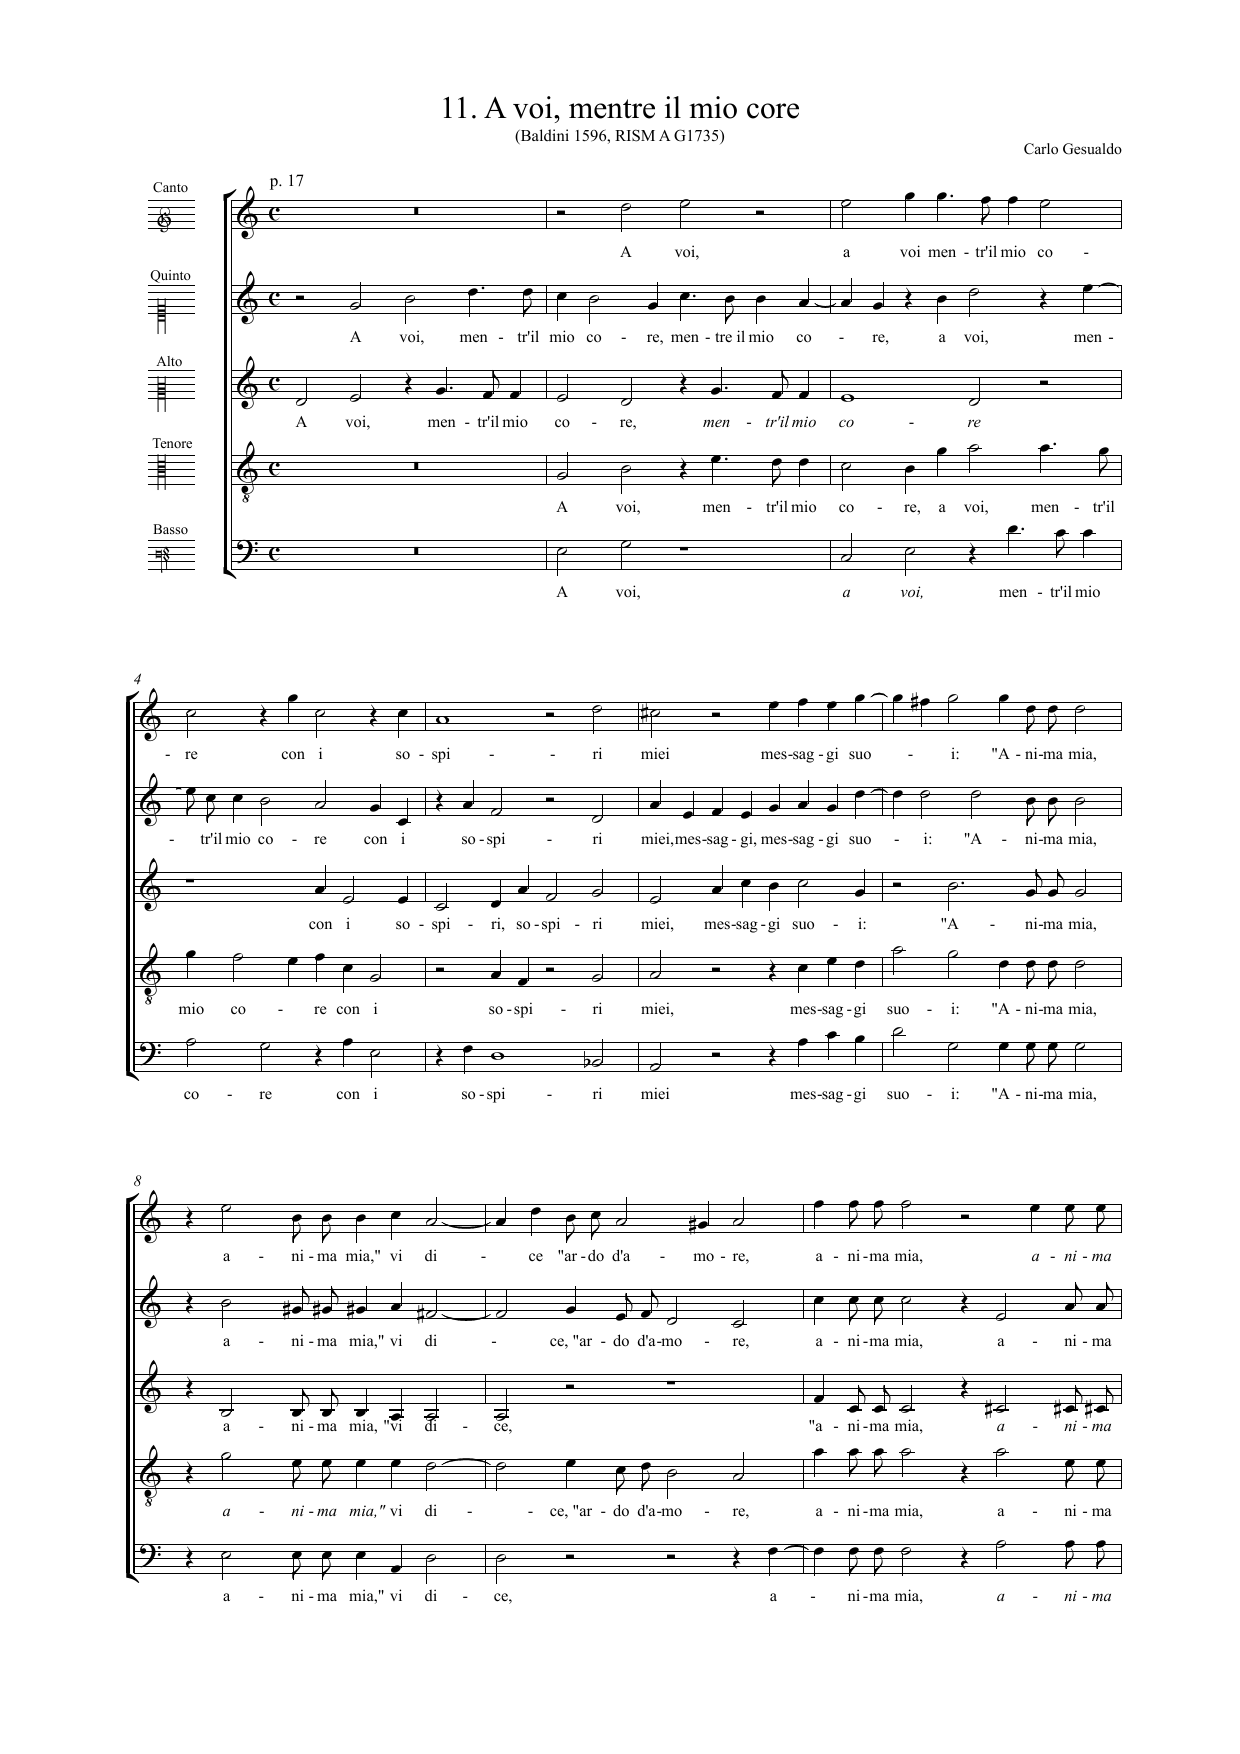 11. A voi, mentre il mio core
(Baldini 1596, RISM A G1735)
Carlo Gesualdo
p. 17
Canto
A voi, a voi men - tr'il mio co -
Quinto
A voi, men - tr'il mio co - re, men - tre il mio co - re, a voi, men -
Alto
A voi, men - tr'il mio co - re, men - tr'il mio co - re
Tenore
A voi, men - tr'il mio co - re, a voi, men - tr'il
Basso
A voi, a voi, men - tr'il mio
4
- re con i so - spi - - ri miei mes-sag - gi suo - i: "A - ni-ma mia,
- tr'il mio co - re con i so - spi - ri miei,mes-sag - gi, mes-sag - gi suo - i: "A - ni-ma mia,
con i so - spi - ri, so - spi - ri miei, mes-sag - gi suo - i: "A - ni-ma mia,
mio co - re con i so - spi - ri miei, mes-sag - gi suo - i: "A - ni-ma mia,
co - re con i so - spi - ri miei mes-sag - gi suo - i: "A - ni-ma mia,
8
a - ni - ma mia," vi di - ce "ar - do d'a - mo - re, a - ni-ma mia, a - ni - ma
a - ni - ma mia," vi di - ce, "ar - do d'a-mo - re, a - ni-ma mia, a - ni - ma
a - ni - ma mia, "vi di - ce, "a - ni-ma mia, a - ni - ma
a - ni - ma mia," vi di - - ce, "ar - do d'a-mo - re, a - ni-ma mia, a - ni - ma
a - ni - ma mia," vi di - ce, a - ni-ma mia, a - ni - ma